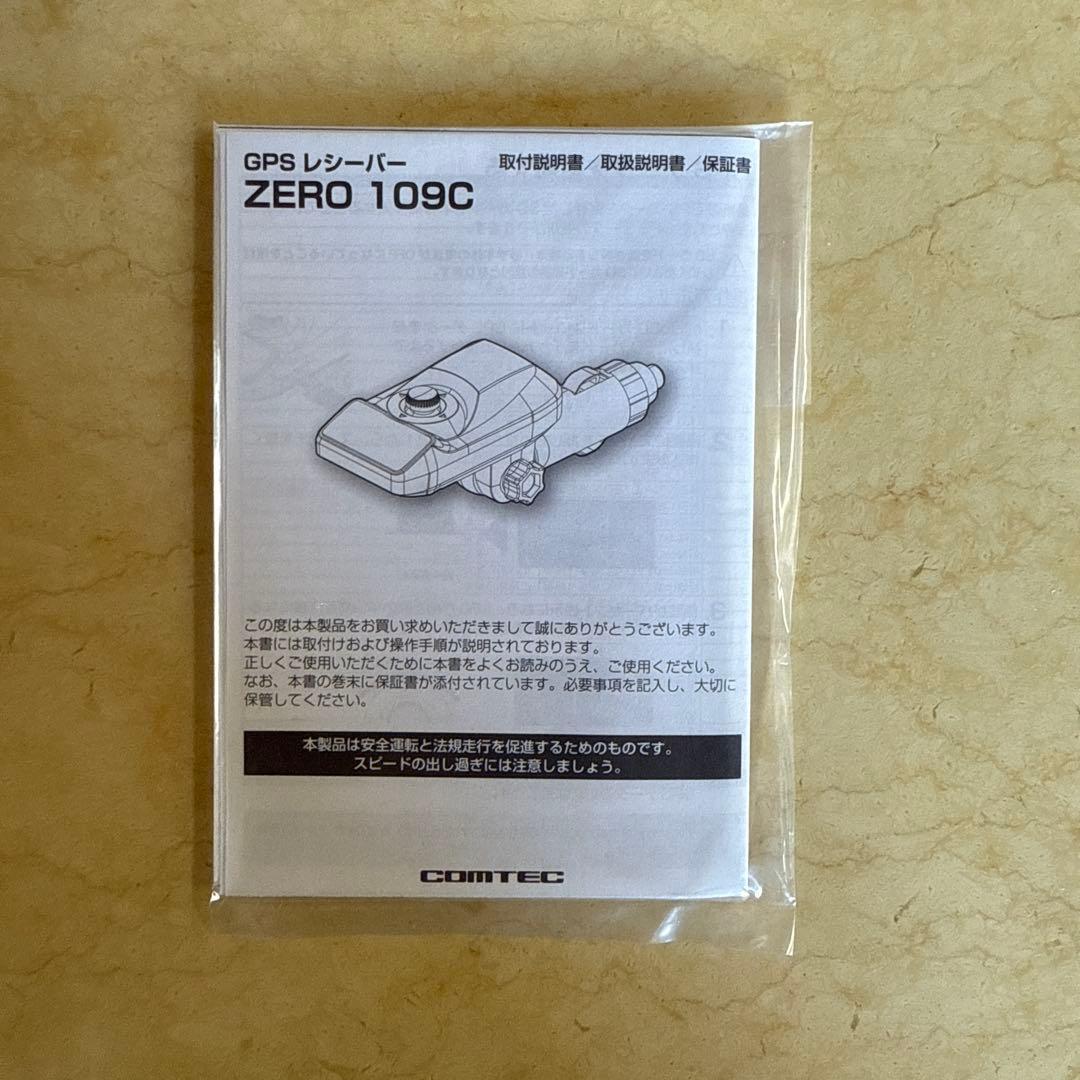 GPS レシーバー
ZERO 109C
取付説明書／取扱説明書／保証書
この度は本製品をお買い求めいただきまして誠にありがとうございます。
本書には取付けおよび操作手順が説明されております。
正しくご使用いただくために本書をよくお読みのうえ、ご使用ください。
なお、本書の巻末に保証書が添付されています。必要事項を記入し、大切に
保管してください。
本製品は安全運転と法規走行を促進するためのものです。
スピードの出し過ぎには注意しましょう。
COMTEC